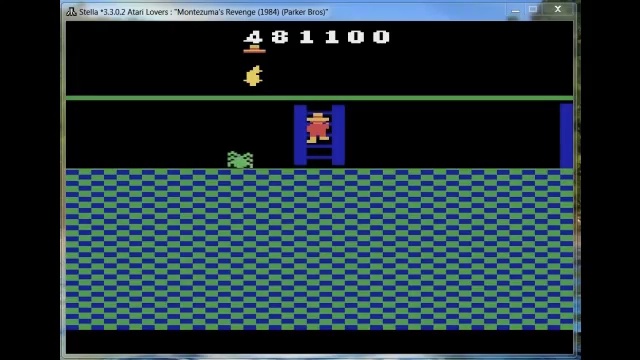 Stella *3.3.0.2 Atari Lovers : "Montezuma's Revenge (1984) (Parker Bros)"
481100